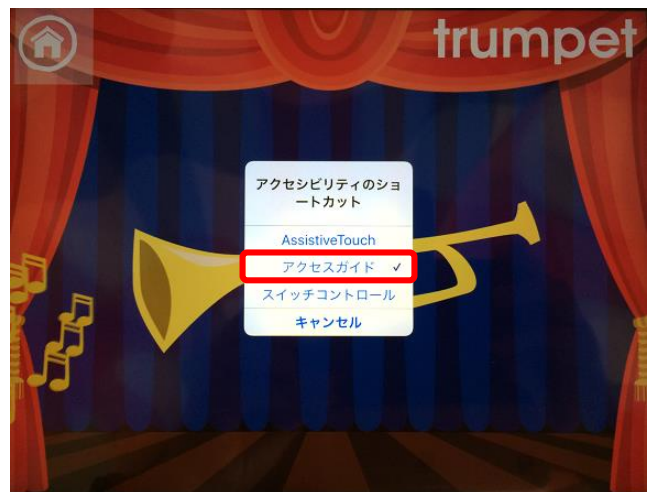 trumpet
アクセシビリティのショ
ートカット
AssistiveTouch
アクセスガイド ✓
スイッチコントロール
キャンセル